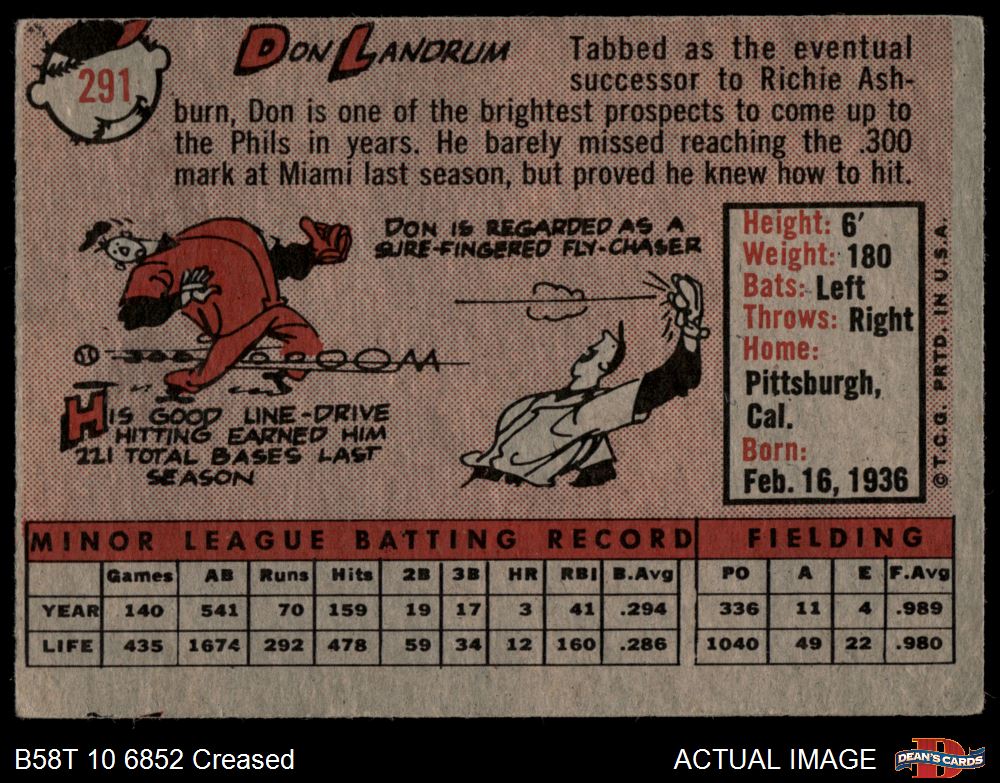 291
DON LANDRUM
Tabbed as the eventual
successor to Richie Ash-
burn, Don is one of the brightest prospects to come up to
the Phils in years. He barely missed reaching the .300
mark at Miami last season, but proved he knew how to hit.
DON IS REGARDED AS A
SURE-FINGERED FLY-CHASER
HIS GOOD LINE-DRIVE
HITTING EARNED HIM
221 TOTAL BASES LAST
SEASON
Height: 6'
Weight: 180
Bats: Left
Throws: Right
Home:
Pittsburgh,
Cal.
Born:
Feb. 16, 1936
© T.C.G. PRTD. IN U.S.A.
MINOR LEAGUE BATTING RECORD FIELDING
Games AB Runs Hits 2B 3B HR RBI B.Avg PO A E F.Avg
YEAR 140 541 70 159 19 17 3 41 .294 336 11 4 .989
LIFE 435 1674 292 478 59 34 12 160 .286 1040 49 22 .980
B58T 10 6852 Creased
ACTUAL IMAGE
D
DEAN'S CARDS